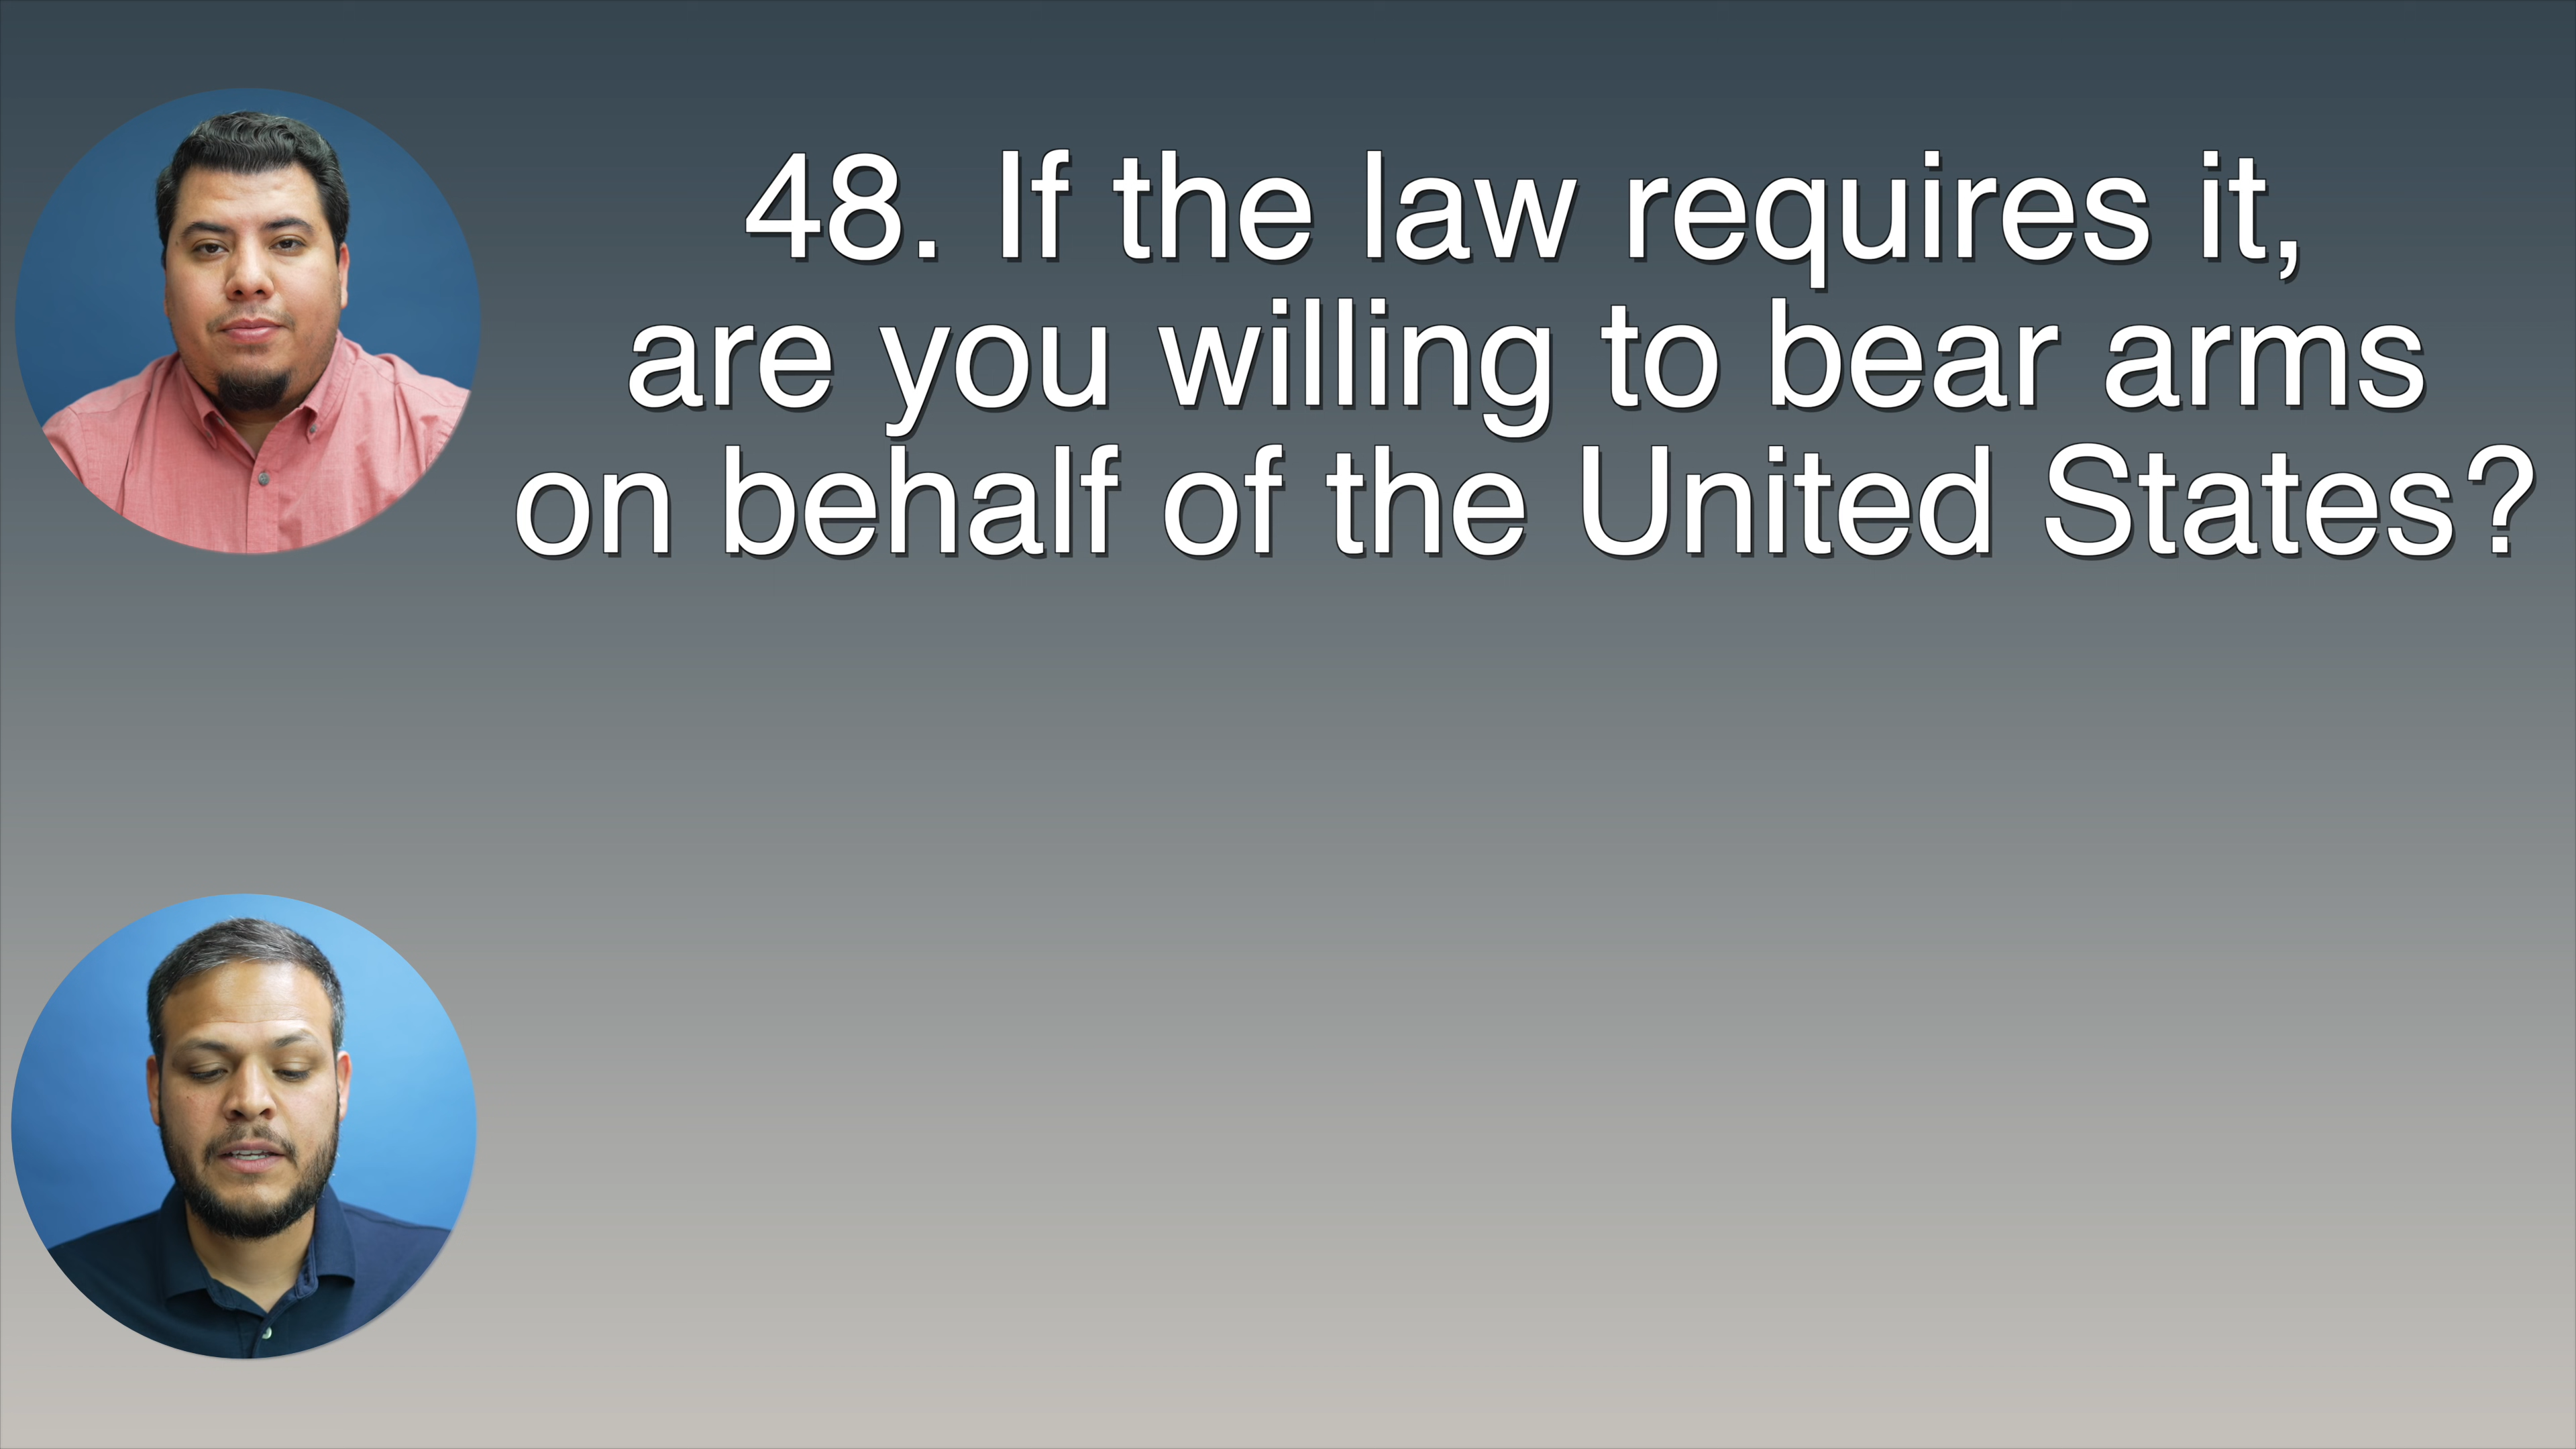 48. If the law requires it,
are you willing to bear arms
on behalf of the United States?